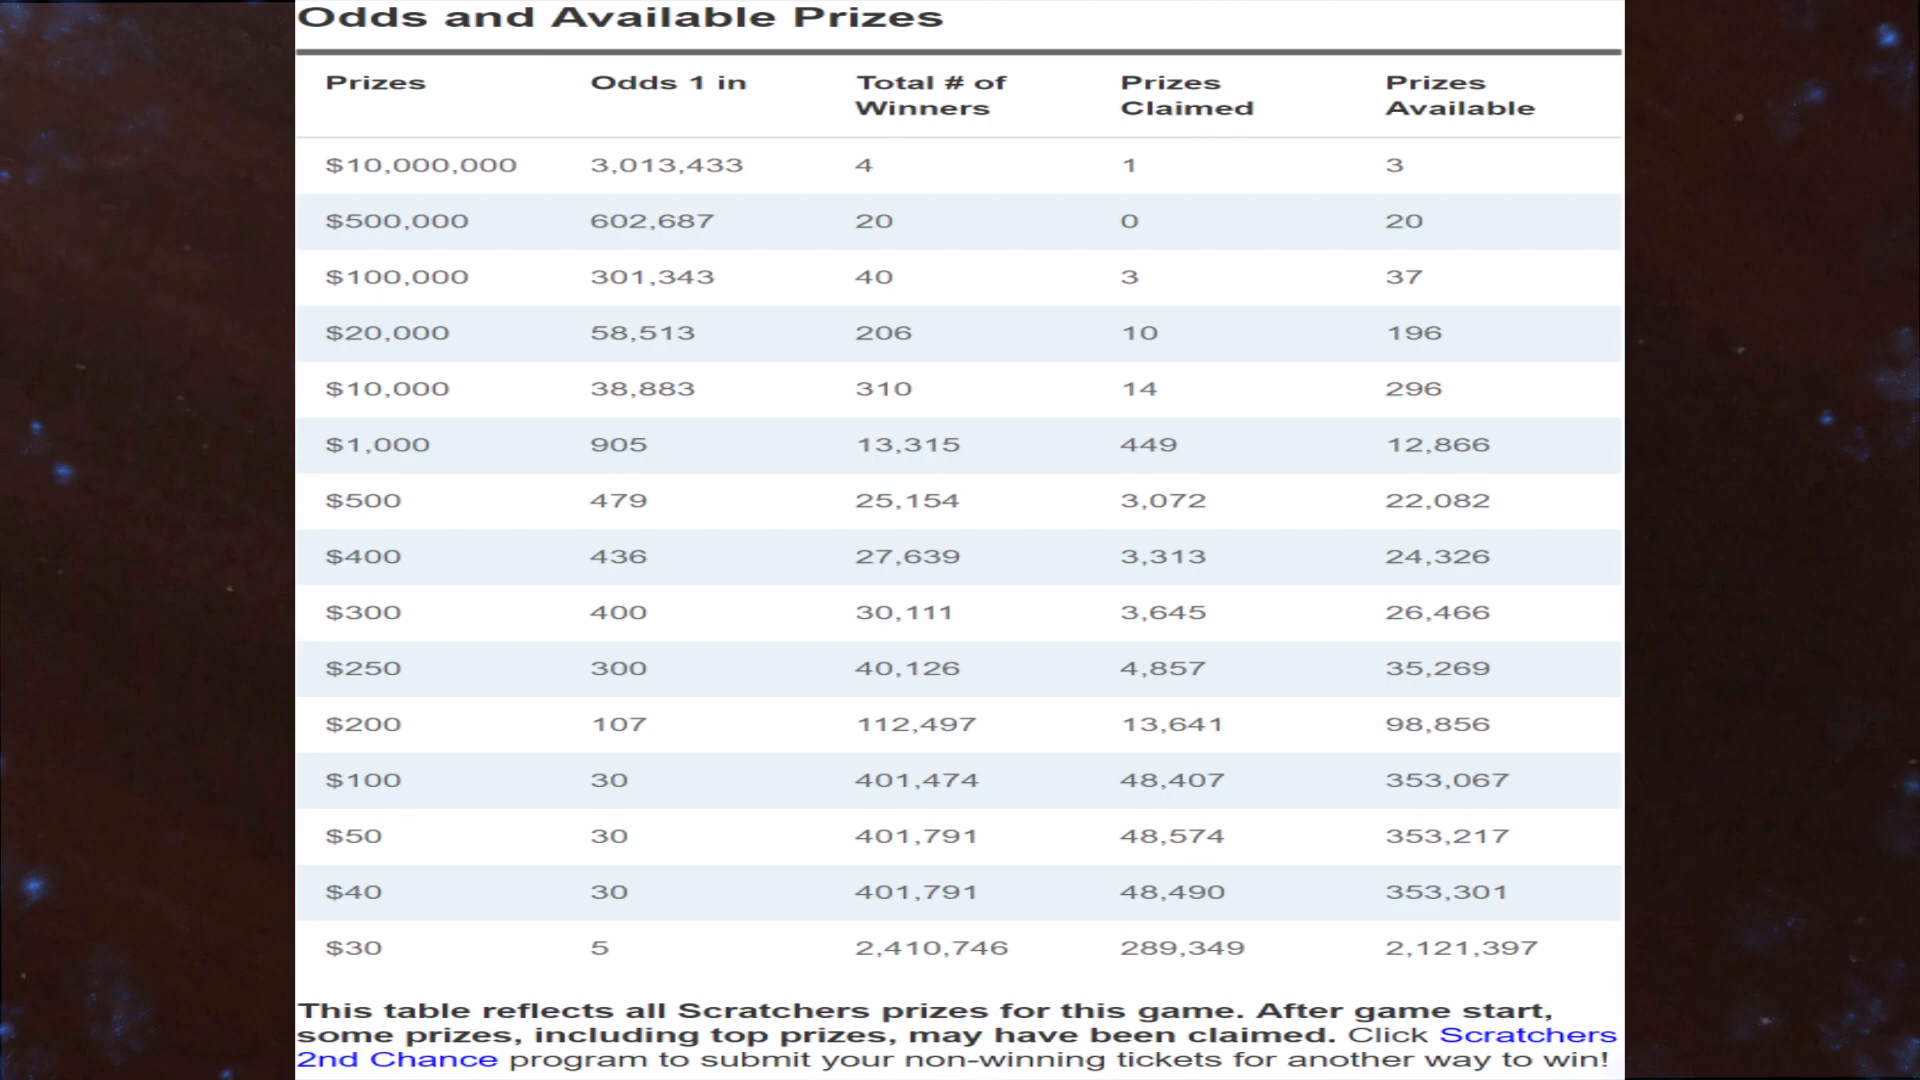 Odds and Available Prizes
Prizes Odds 1 in Total # of Winners Prizes Claimed Prizes Available
$10,000,000 3,013,433 4 1 3
$500,000 602,687 20 0 20
$100,000 301,343 40 3 37
$20,000 58,513 206 10 196
$10,000 38,883 310 14 296
$1,000 905 13,315 449 12,866
$500 479 25,154 3,072 22,082
$400 436 27,639 3,313 24,326
$300 400 30,111 3,645 26,466
$250 300 40,126 4,857 35,269
$200 107 112,497 13,641 98,856
$100 30 401,474 48,407 353,067
$50 30 401,791 48,574 353,217
$40 30 401,791 48,490 353,301
$30 5 2,410,746 289,349 2,121,397
This table reflects all Scratchers prizes for this game. After game start,
some prizes, including top prizes, may have been claimed. Click Scratchers
2nd Chance program to submit your non-winning tickets for another way to win!